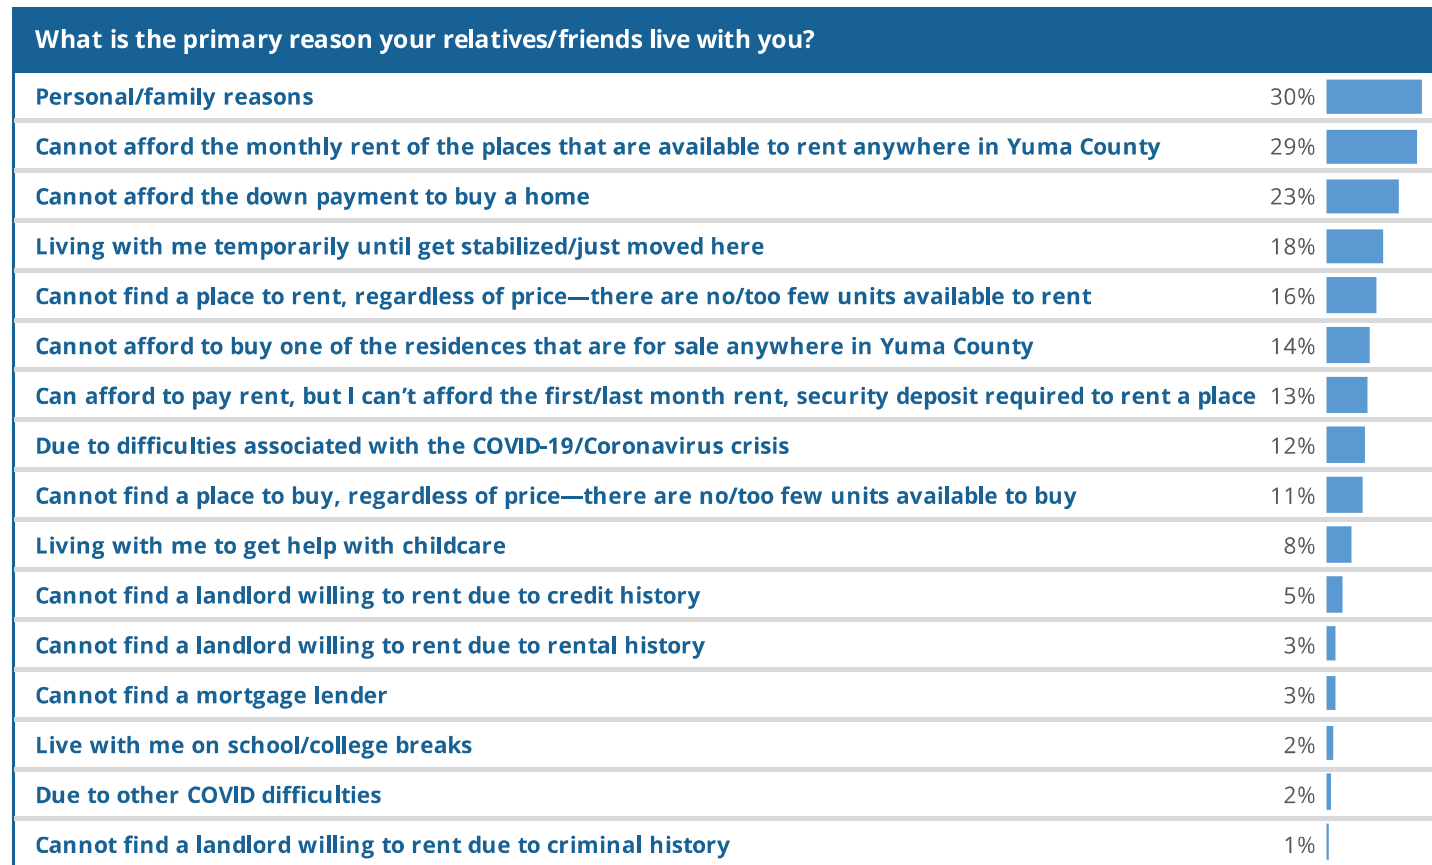 What is the primary reason your relatives/friends live with you?
Personal/family reasons 30%
Cannot afford the monthly rent of the places that are available to rent anywhere in Yuma County 29%
Cannot afford the down payment to buy a home 23%
Living with me temporarily until get stabilized/just moved here 18%
Cannot find a place to rent, regardless of price—there are no/too few units available to rent 16%
Cannot afford to buy one of the residences that are for sale anywhere in Yuma County 14%
Can afford to pay rent, but I can’t afford the first/last month rent, security deposit required to rent a place 13%
Due to difficulties associated with the COVID-19/Coronavirus crisis 12%
Cannot find a place to buy, regardless of price—there are no/too few units available to buy 11%
Living with me to get help with childcare 8%
Cannot find a landlord willing to rent due to credit history 5%
Cannot find a landlord willing to rent due to rental history 3%
Cannot find a mortgage lender 3%
Live with me on school/college breaks 2%
Due to other COVID difficulties 2%
Cannot find a landlord willing to rent due to criminal history 1%